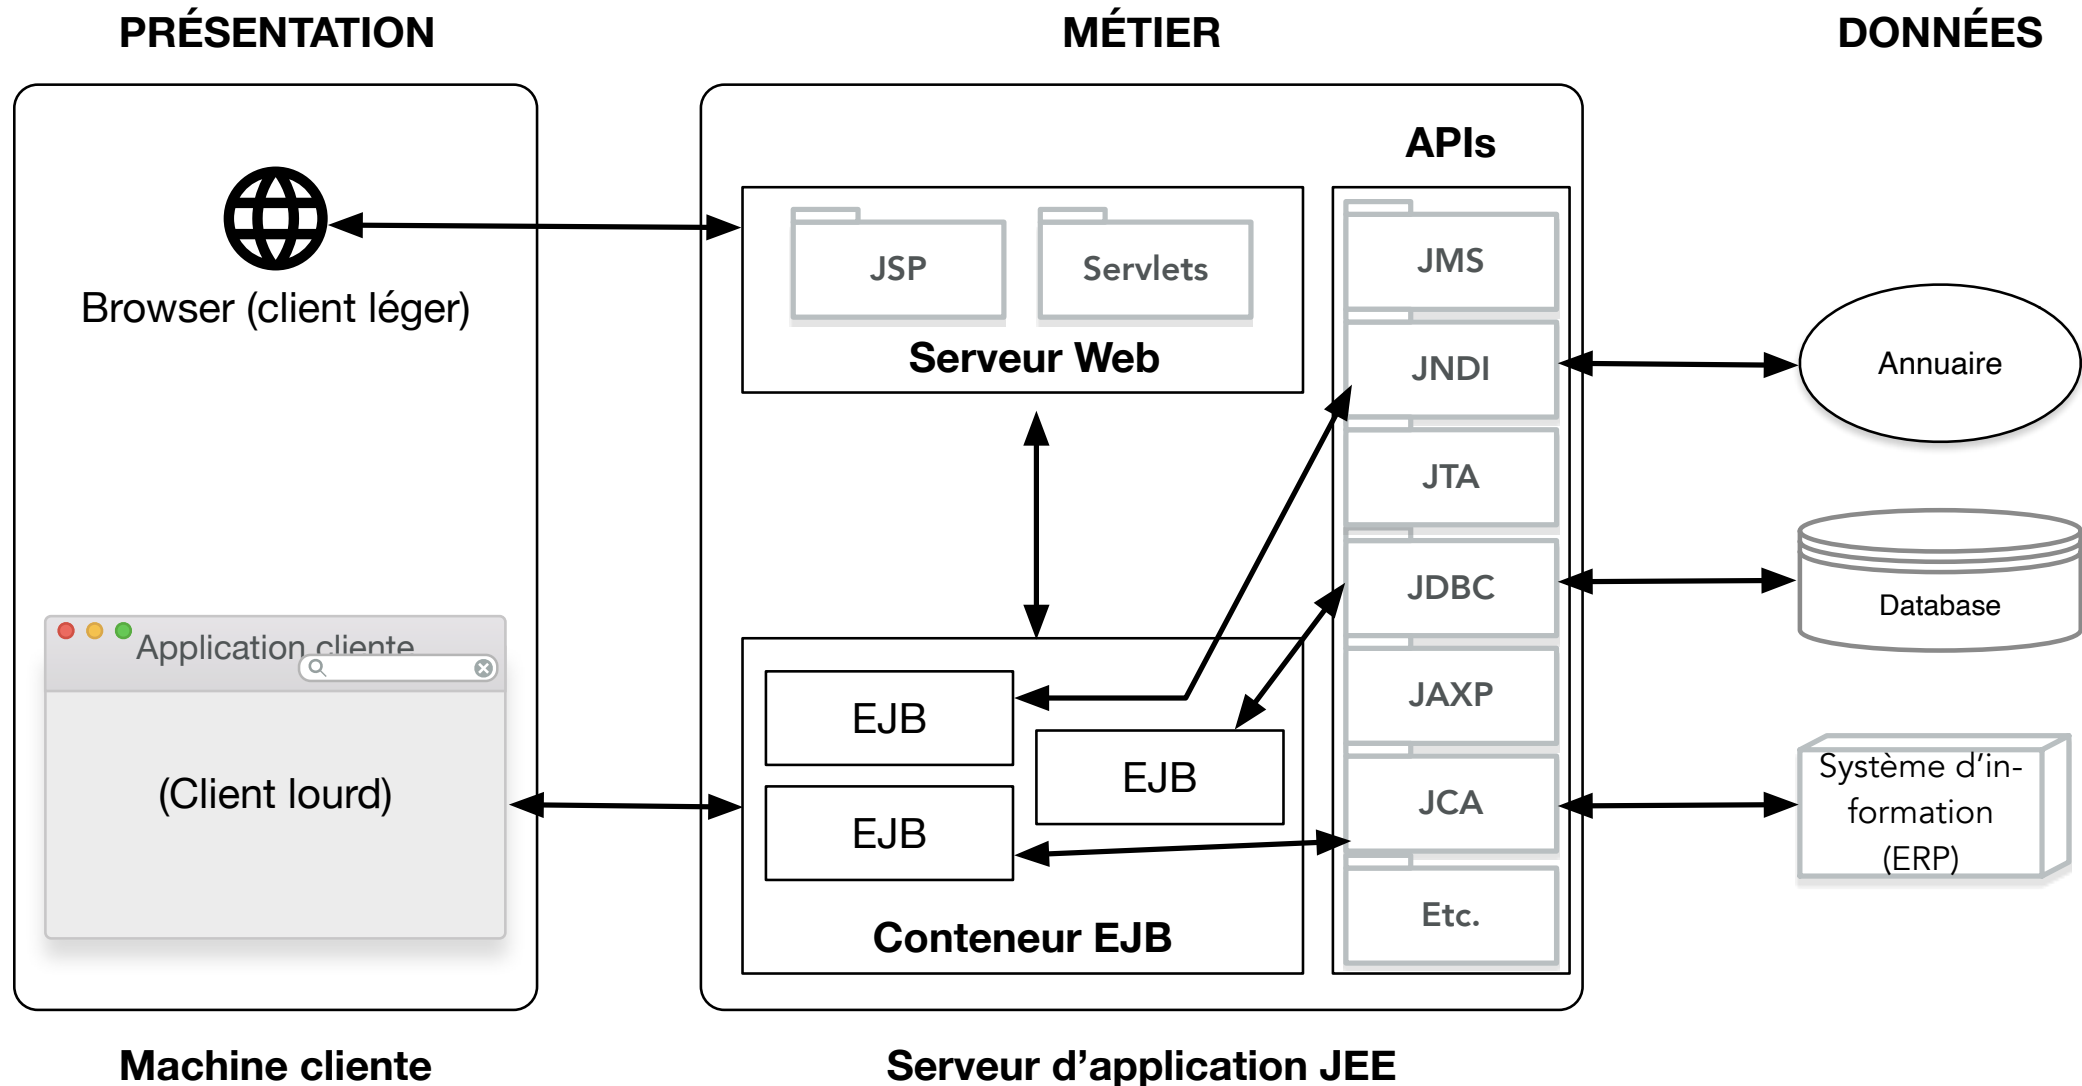 PRÉSENTATION
MÉTIER
DONNÉES
Browser (client léger)
Application cliente
(Client lourd)
Machine cliente
JSP
Servlets
Serveur Web
EJB
EJB
EJB
Conteneur EJB
APIs
JMS
JNDI
JTA
JDBC
JAXP
JCA
Etc.
Serveur d’application JEE
Annuaire
Database
Système d’in-
formation
(ERP)